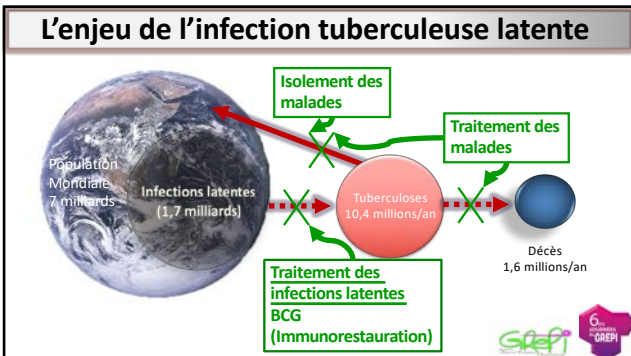 L'enjeu de l'infection tuberculeuse latente
Isolement des
malades
Traitement des
malades
Population
Mondiale
7 milliards
Infections latentes
(1,7 milliards)
Tuberculoses
10,4 millions/an
Décès
1,6 millions/an
Traitement des
infections latentes
BCG
(Immunorestauration)
GREPI
6es
JOURNÉES
du GREPI